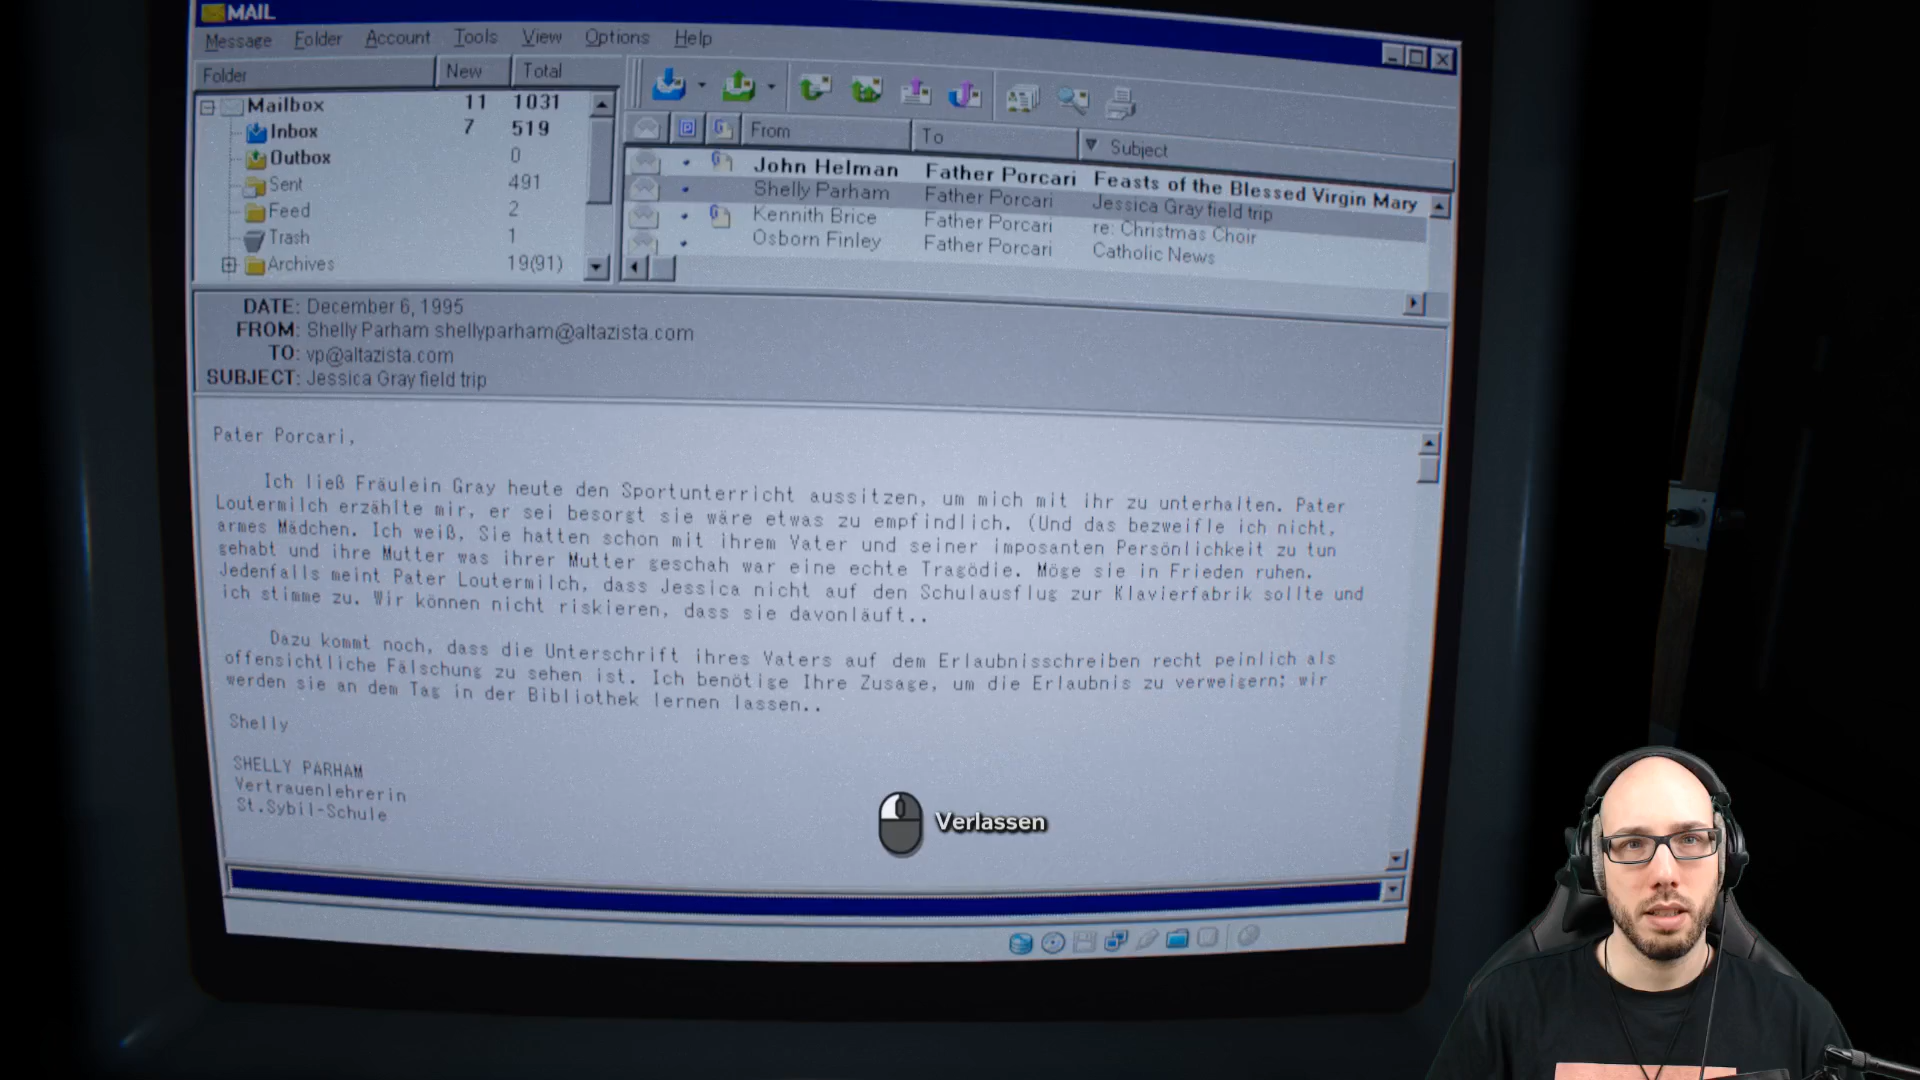 MAIL
Message Folder Account Tools View Options Help
Folder New Total
Mailbox 11 1031
Inbox 7 519
Outbox 0
Sent 491
Feed 2
Trash 1
Archives 19(91)
From To Subject
John Helman Father Porcari Feasts of the Blessed Virgin Mary
Shelly Parham Father Porcari Jessica Gray field trip
Kennith Brice Father Porcari re: Christmas Choir
Osborn Finley Father Porcari Catholic News
DATE: December 6, 1995
FROM: Shelly Parham shellyparham@altazista.com
TO: vp@altazista.com
SUBJECT: Jessica Gray field trip
Pater Porcari,
Ich ließ Fräulein Gray heute den Sportunterricht aussitzen, um mich mit ihr zu unterhalten. Pater
Loutermilch erzählte mir, er sei besorgt sie wäre etwas zu empfindlich. (Und das bezweifle ich nicht,
armes Mädchen. Ich weiß, Sie hatten schon mit ihrem Vater und seiner imposanten Persönlichkeit zu tun
gehabt und ihre Mutter was ihrer Mutter geschah war eine echte Tragödie. Möge sie in Frieden ruhen.
Jedenfalls meint Pater Loutermilch, dass Jessica nicht auf den Schulausflug zur Klavierfabrik sollte und
ich stimme zu. Wir können nicht riskieren, dass sie davonläuft..
Dazu kommt noch, dass die Unterschrift ihres Vaters auf dem Erlaubnisschreiben recht peinlich als
offensichtliche Fälschung zu sehen ist. Ich benötige Ihre Zusage, um die Erlaubnis zu verweigern; wir
werden sie an dem Tag in der Bibliothek lernen lassen..
Shelly
SHELLY PARHAM
Vertrauenlehrerin
St.Sybil-Schule
Verlassen